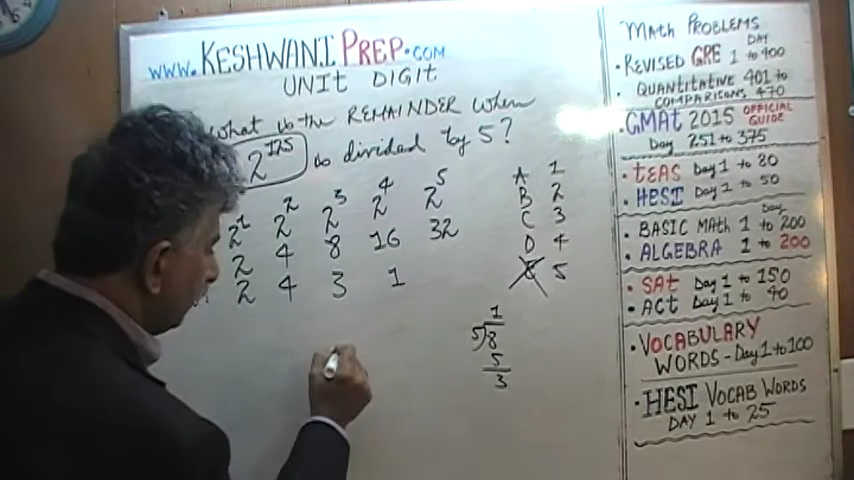 www.KESHWANIPREP.COM
UNIT DIGIT
What is the REMAINDER when
2^125 is divided by 5?
2^1 2^2 2^3 2^4 2^5
2 4 8 16 32
2 4 3 1
A 1
B 2
C 3
D 4
5
1
5)8
5
3
MATH PROBLEMS
• REVISED GRE DAY 1 to 400
• QUANTITATIVE 401 to
COMPARISONS 470
GMAt 2015 OFFICIAL GUIDE
Day 251 to 375
• tEAS Day 1 to 80
• HESI Day 1 to 50
• BASIC MAth Day 1 to 200
• ALGEBRA 1 to 200
• SAt Day 1 to 150
• ACt Day 1 to 40
• VOCABULARY
WORDS - Day 1 to 100
• HESI VOCAB WORDS
DAY 1 to 25